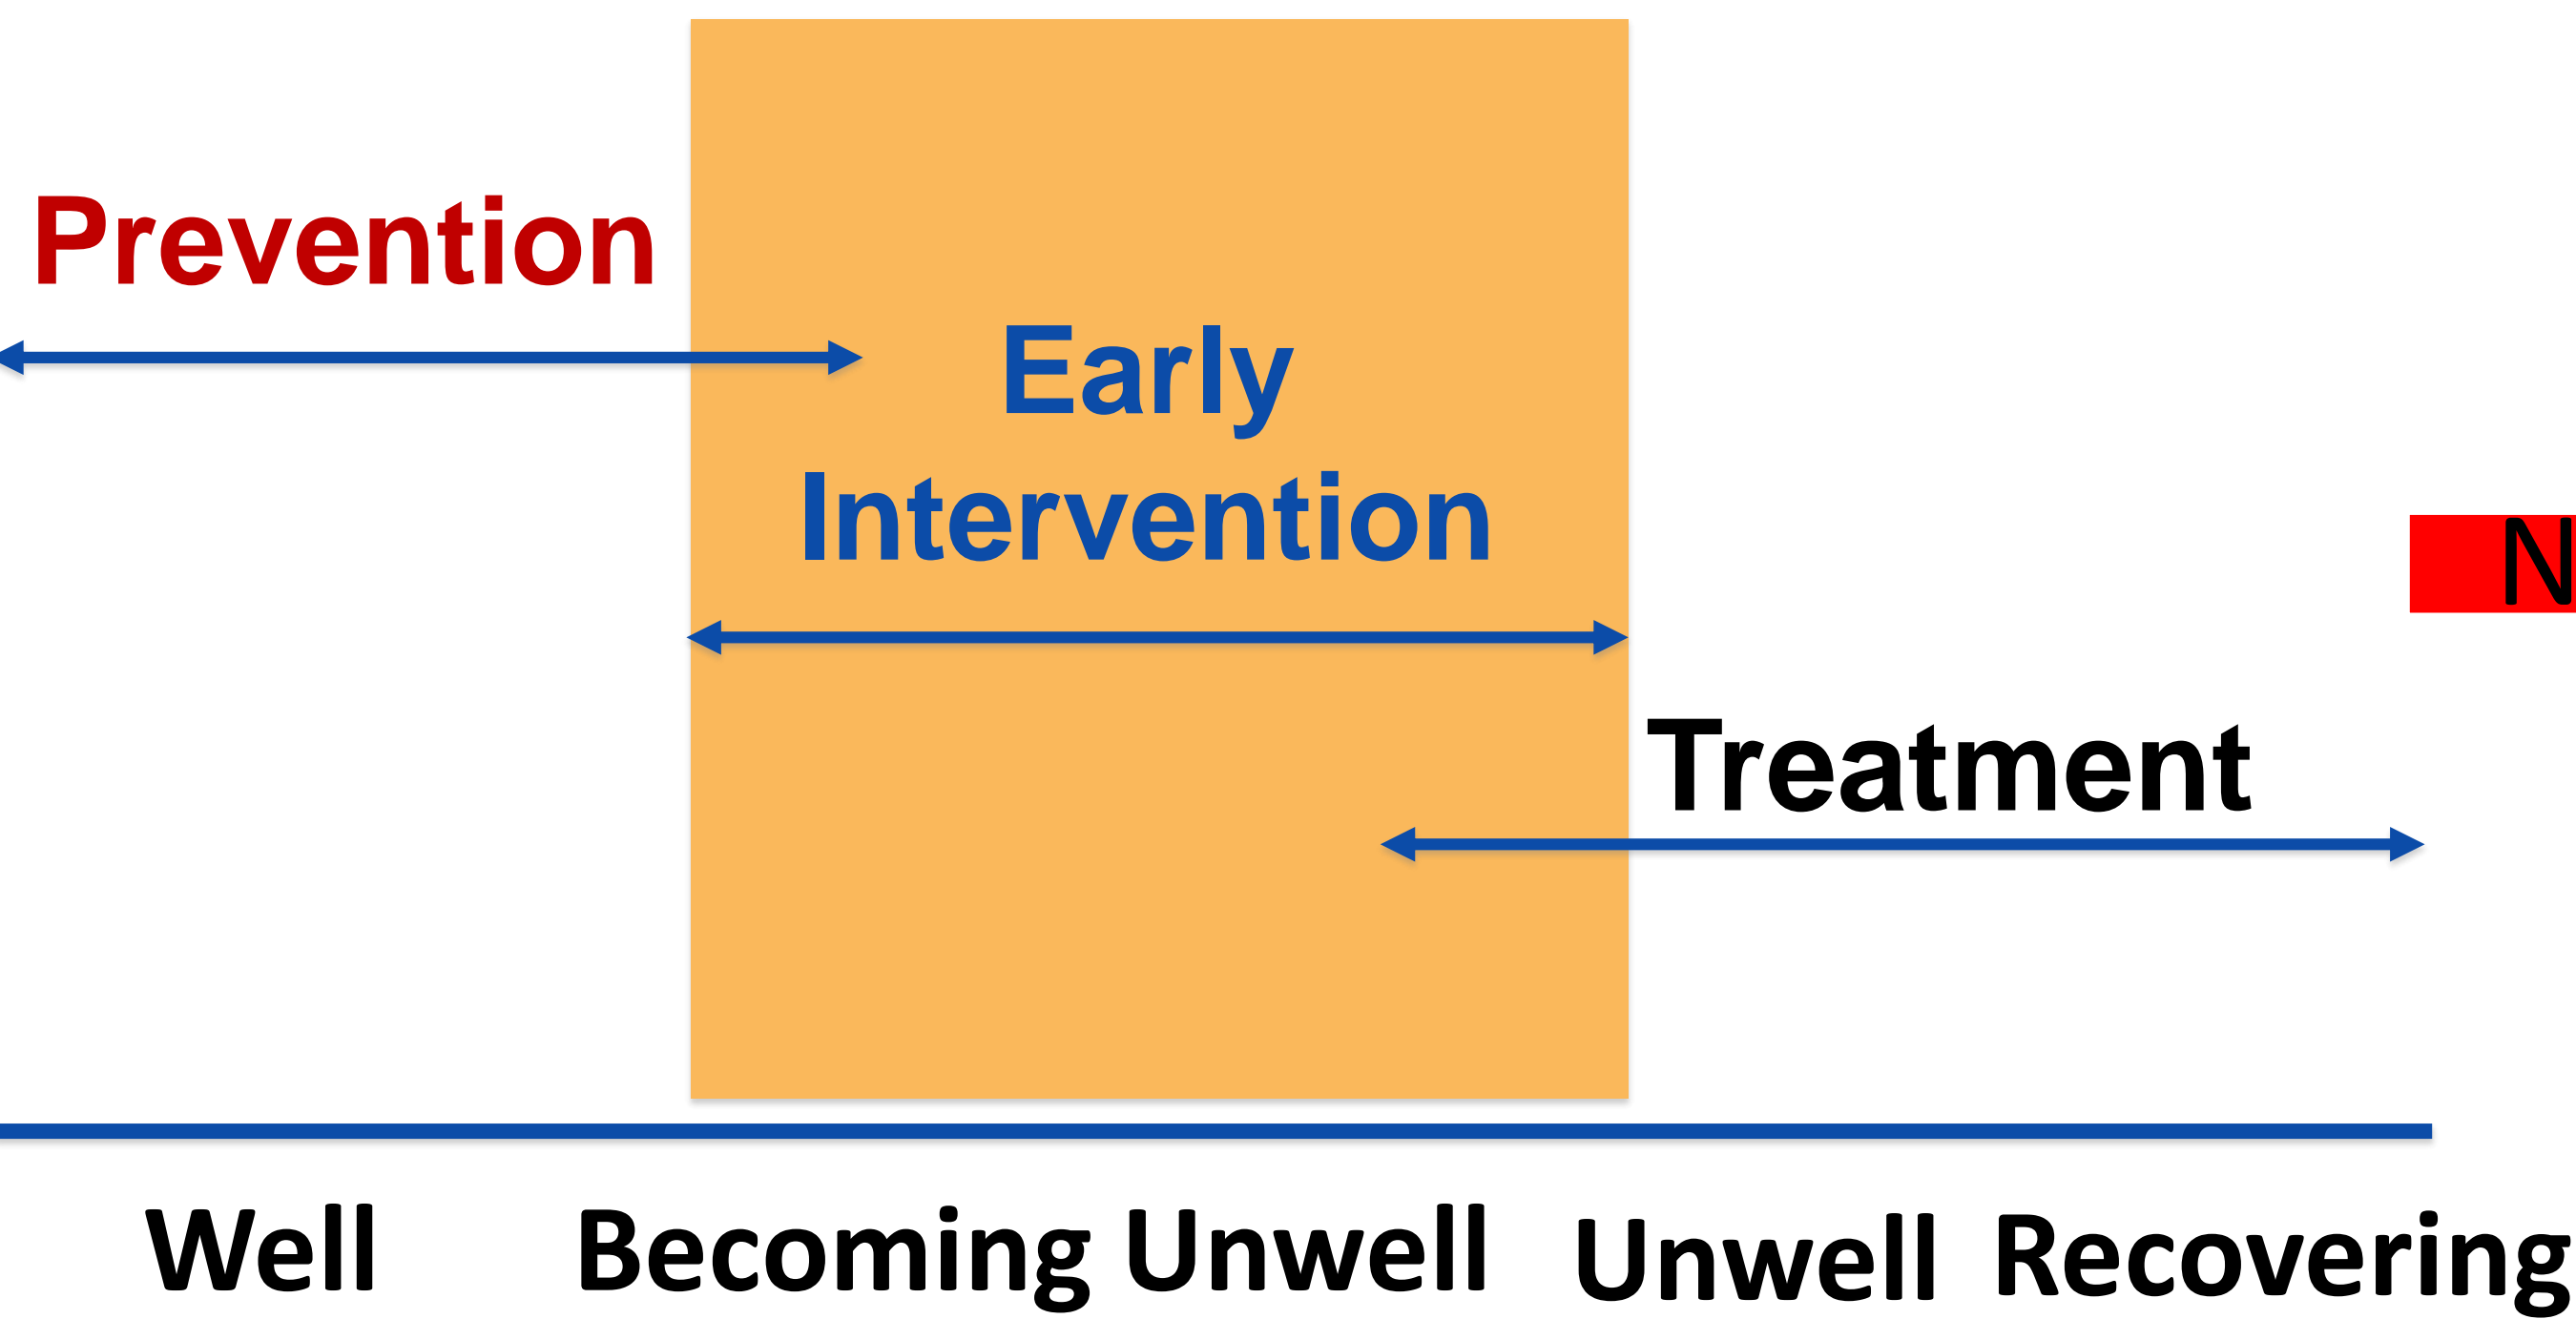 Prevention
Early
Intervention
N
Treatment
Well Becoming Unwell Unwell Recovering